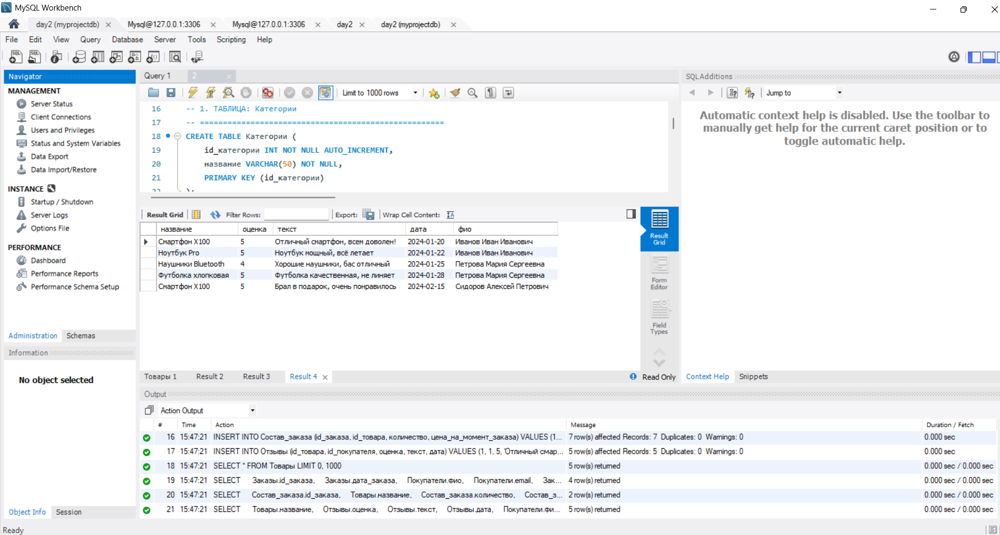 MySQL Workbench
day2 (myprojectdb) Mysql@127.0.0.1:3306 Mysql@127.0.0.1:3306 day2 day2 (myprojectdb)
File Edit View Query Database Server Tools Scripting Help
Navigator
MANAGEMENT
Server Status
Client Connections
Users and Privileges
Status and System Variables
Data Export
Data Import/Restore
INSTANCE
Startup / Shutdown
Server Logs
Options File
PERFORMANCE
Dashboard
Performance Reports
Performance Schema Setup
Administration Schemas
Information
No object selected
Object Info Session
Query 1 2
Limit to 1000 rows
16 -- 1. ТАБЛИЦА: Категории
17 -- =====================================================
18 CREATE TABLE Категории (
19 id_категории INT NOT NULL AUTO_INCREMENT,
20 название VARCHAR(50) NOT NULL,
21 PRIMARY KEY (id_категории)
22 );
Result Grid Filter Rows: Export: Wrap Cell Content:
название оценка текст дата фио
Смартфон X100 5 Отличный смартфон, всем доволен! 2024-01-20 Иванов Иван Иванович
Ноутбук Pro 5 Ноутбук мощный, всё летает 2024-01-22 Иванов Иван Иванович
Наушники Bluetooth 4 Хорошие наушники, бас отличный 2024-01-25 Петрова Мария Сергеевна
Футболка хлопковая 5 Футболка качественная, не линяет 2024-01-28 Петрова Мария Сергеевна
Смартфон X100 5 Брал в подарок, очень понравилось 2024-02-15 Сидоров Алексей Петрович
Result
Grid
Form
Editor
Field
Types
Товары 1 Result 2 Result 3 Result 4 Read Only
SQLAdditions
Jump to
Automatic context help is disabled. Use the toolbar to
manually get help for the current caret position or to
toggle automatic help.
Context Help Snippets
Output
Action Output
# Time Action Message Duration / Fetch
16 15:47:21 INSERT INTO Состав_заказа (id_заказа, id_товара, количество, цена_на_момент_заказа) VALUES (1... 7 row(s) affected Records: 7 Duplicates: 0 Warnings: 0 0.000 sec
17 15:47:21 INSERT INTO Отзывы (id_товара, id_покупателя, оценка, текст, дата) VALUES (1, 1, 5, 'Отличный смар... 5 row(s) affected Records: 5 Duplicates: 0 Warnings: 0 0.000 sec
18 15:47:21 SELECT * FROM Товары LIMIT 0, 1000 5 row(s) returned 0.000 sec / 0.000 sec
19 15:47:21 SELECT Заказы.id_заказа, Заказы.дата_заказа, Покупатели.фио, Покупатели.email, Зак... 4 row(s) returned 0.000 sec / 0.000 sec
20 15:47:21 SELECT Состав_заказа.id_заказа, Товары.название, Состав_заказа.количество, Состав_з... 2 row(s) returned 0.000 sec / 0.000 sec
21 15:47:21 SELECT Товары.название, Отзывы.оценка, Отзывы.текст, Отзывы.дата, Покупатели.фи... 5 row(s) returned 0.000 sec / 0.000 sec
Ready